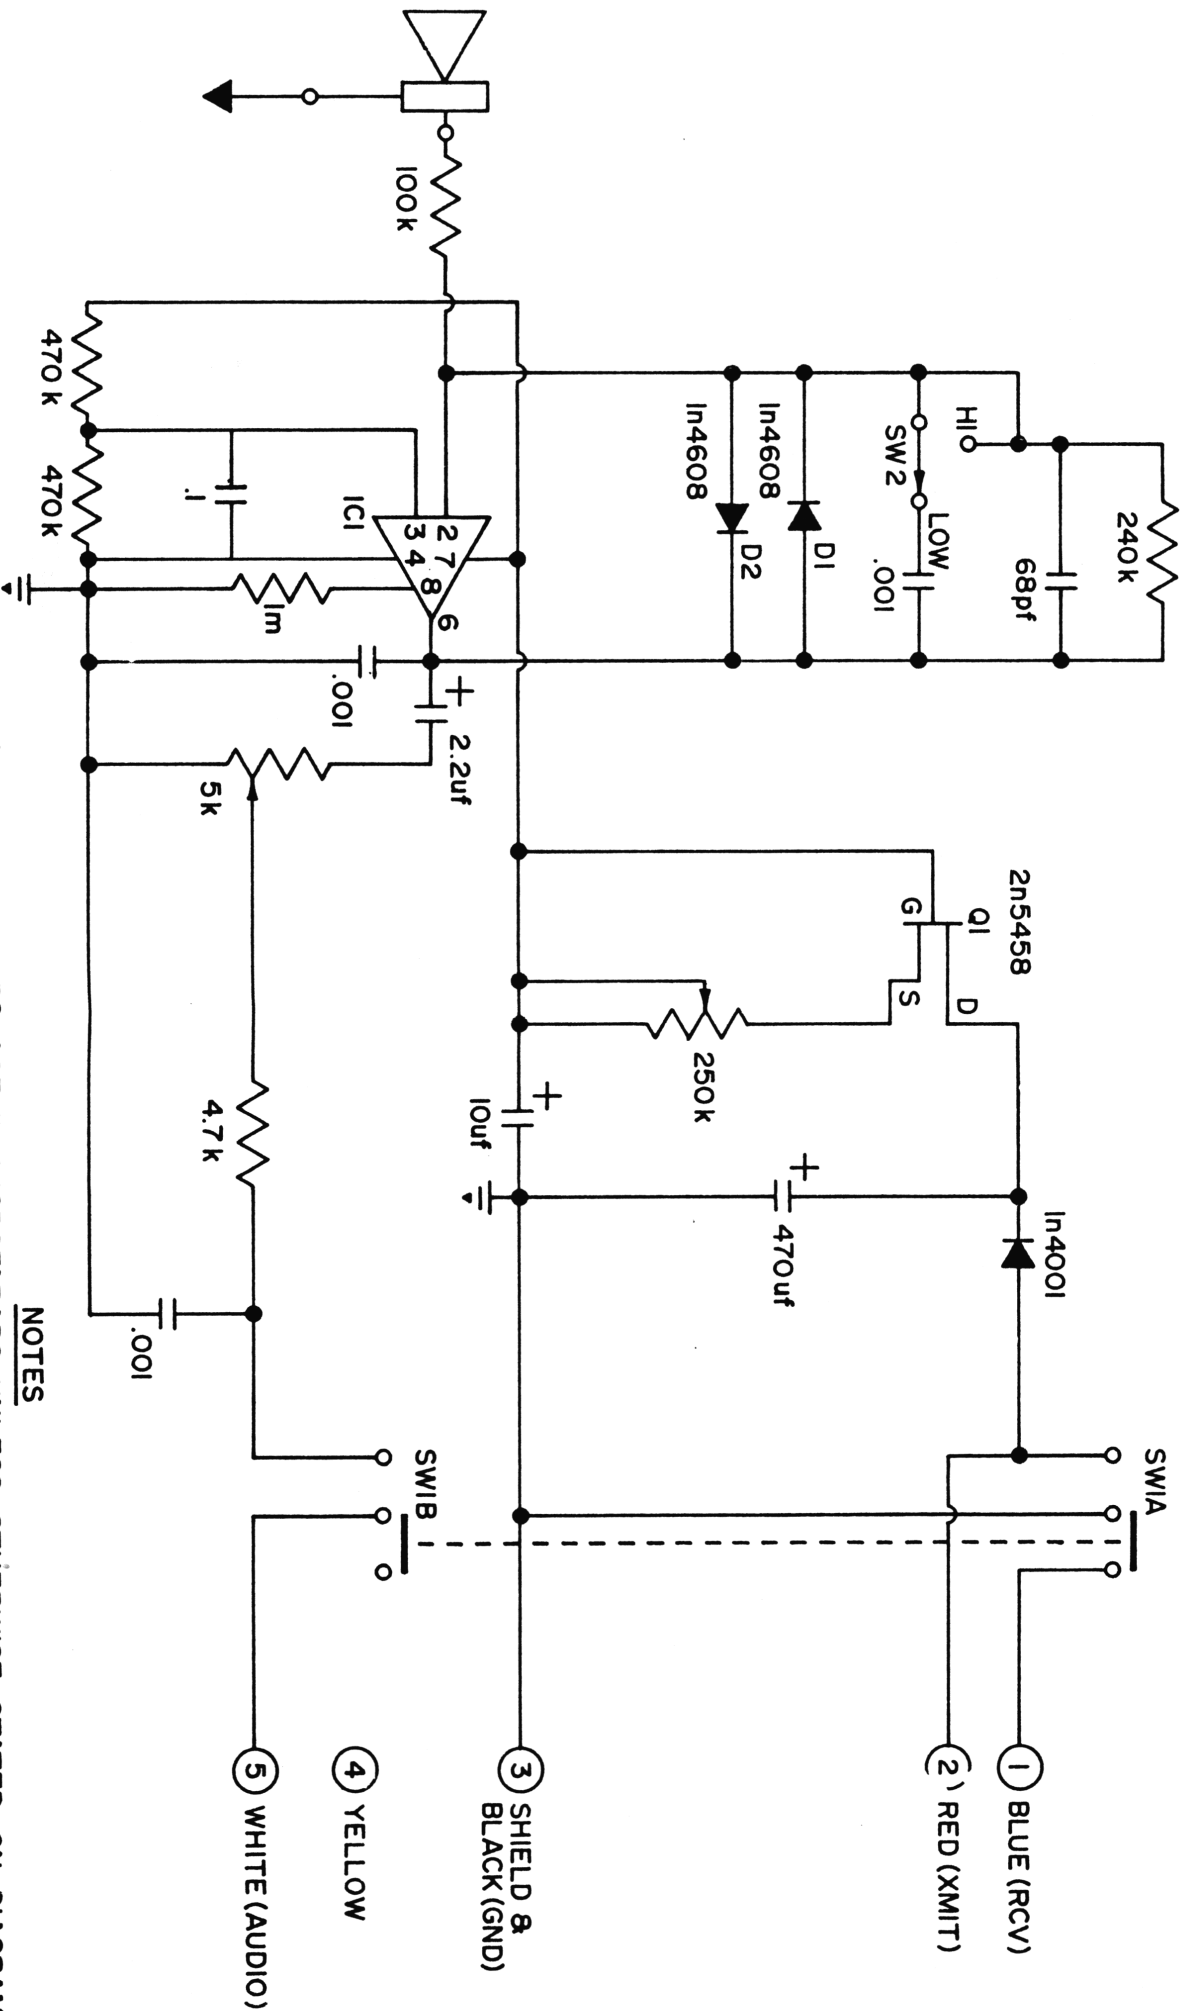 240k
68pf
HI
LOW
SW2
.001
In4608
D1
In4608
D2
100k
470k
470k
.1
IC1
2
3
7
4
8
6
1m
.001
+
2.2uf
5k
2n5458
Q1
G
S
D
250k
+
10uf
+
470uf
In4001
4.7k
.001
SW1A
SW1B
1 BLUE (RCV)
2 RED (XMIT)
3 SHIELD &
BLACK (GND)
4 YELLOW
5 WHITE (AUDIO)
NOTES